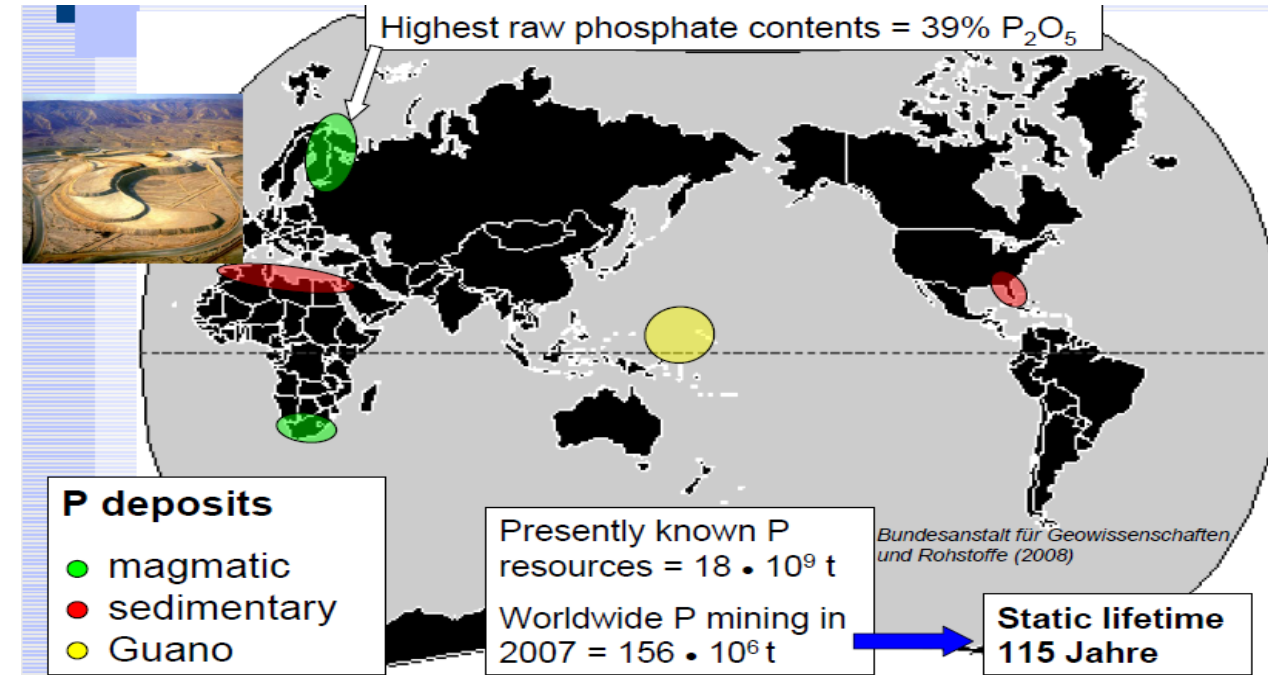 Highest raw phosphate contents = 39% P₂O₅
P deposits
magmatic
sedimentary
Guano
Presently known P
resources = 18 • 10⁹ t
Worldwide P mining in
2007 = 156 • 10⁶ t
Bundesanstalt für Geowissenschaften
und Rohstoffe (2008)
Static lifetime
115 Jahre